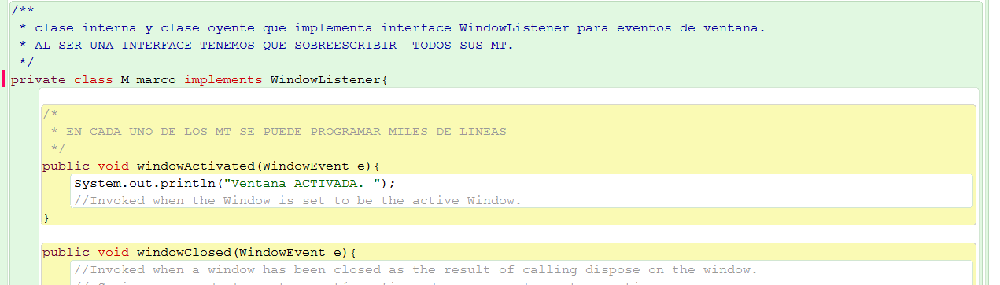 /**
* clase interna y clase oyente que implementa interface WindowListener para eventos de ventana.
* AL SER UNA INTERFACE TENEMOS QUE SOBREESCRIBIR  TODOS SUS MT.
*/
private class M_marco implements WindowListener{
/*
* EN CADA UNO DE LOS MT SE PUEDE PROGRAMAR MILES DE LINEAS
*/
public void windowActivated(WindowEvent e){
System.out.println("Ventana ACTIVADA. ");
//Invoked when the Window is set to be the active Window.
}
public void windowClosed(WindowEvent e){
//Invoked when a window has been closed as the result of calling dispose on the window.